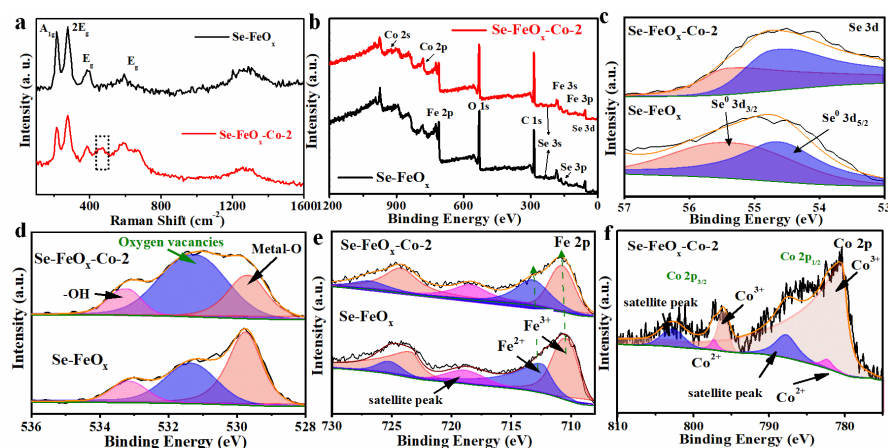 a
A1g
2Eg
Eg
Eg
Se-FeOx
Se-FeOx-Co-2
Intensity (a.u.)
400 800 1200 1600
Raman Shift (cm-2)
b
Co 2s
Co 2p
Se-FeOx-Co-2
Fe 3s
Fe 3p
Fe 2p
O 1s
C 1s
Se 3d
Se 3s
Se 3p
Se-FeOx
Intensity (a.u.)
1200 900 600 300 0
Binding Energy (eV)
c
Se-FeOx-Co-2
Se 3d
Se-FeOx
Se0 3d3/2
Se0 3d5/2
Intensity (a.u.)
57 56 55 54 53
Binding Energy (eV)
d
Oxygen vacancies
Se-FeOx-Co-2
Metal-O
-OH
Se-FeOx
Intensity (a.u.)
536 534 532 530 528
Binding Energy (eV)
e
Fe 2p
Se-FeOx-Co-2
Se-FeOx
Fe3+
Fe2+
satellite peak
Intensity (a.u.)
730 725 720 715 710
Binding Energy (eV)
f
Se-FeOx-Co-2
Co 2p
Co 2p3/2
Co 2p1/2
Co3+
satellite peak
Co3+
Co2+
satellite peak
Co2+
Intensity (a.u.)
810 800 790 780
Binding Energy (eV)